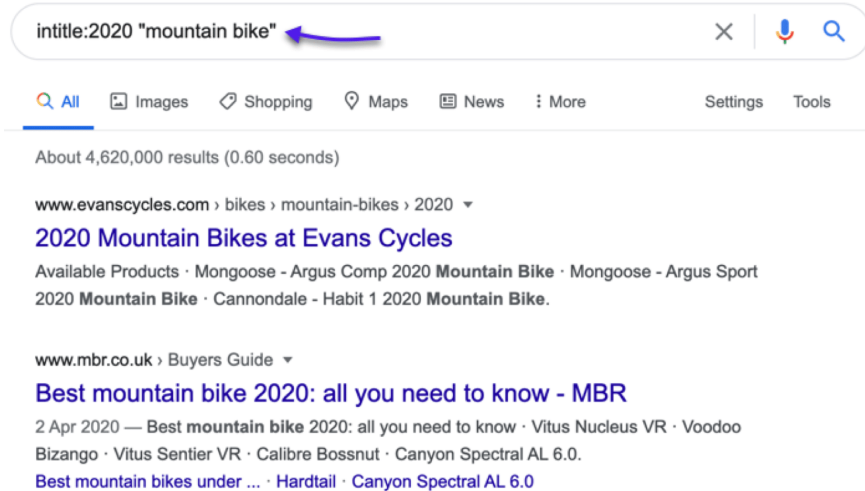 intitle:2020 "mountain bike"
All Images Shopping Maps News More Settings Tools
About 4,620,000 results (0.60 seconds)
www.evanscycles.com › bikes › mountain-bikes › 2020
2020 Mountain Bikes at Evans Cycles
Available Products · Mongoose - Argus Comp 2020 Mountain Bike · Mongoose - Argus Sport
2020 Mountain Bike · Cannondale - Habit 1 2020 Mountain Bike.
www.mbr.co.uk › Buyers Guide
Best mountain bike 2020: all you need to know - MBR
2 Apr 2020 — Best mountain bike 2020: all you need to know · Vitus Nucleus VR · Voodoo
Bizango · Vitus Sentier VR · Calibre Bossnut · Canyon Spectral AL 6.0.
Best mountain bikes under ... · Hardtail · Canyon Spectral AL 6.0